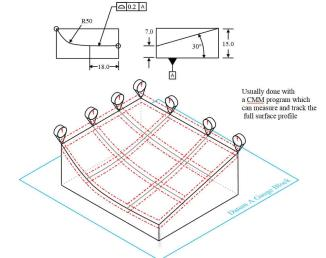 R50
⌓ 0.2 A
7.0
30°
15.0
18.0
A
Usually done with
a CMM program which
can measure and track the
full surface profile
Datum A Gauge Block